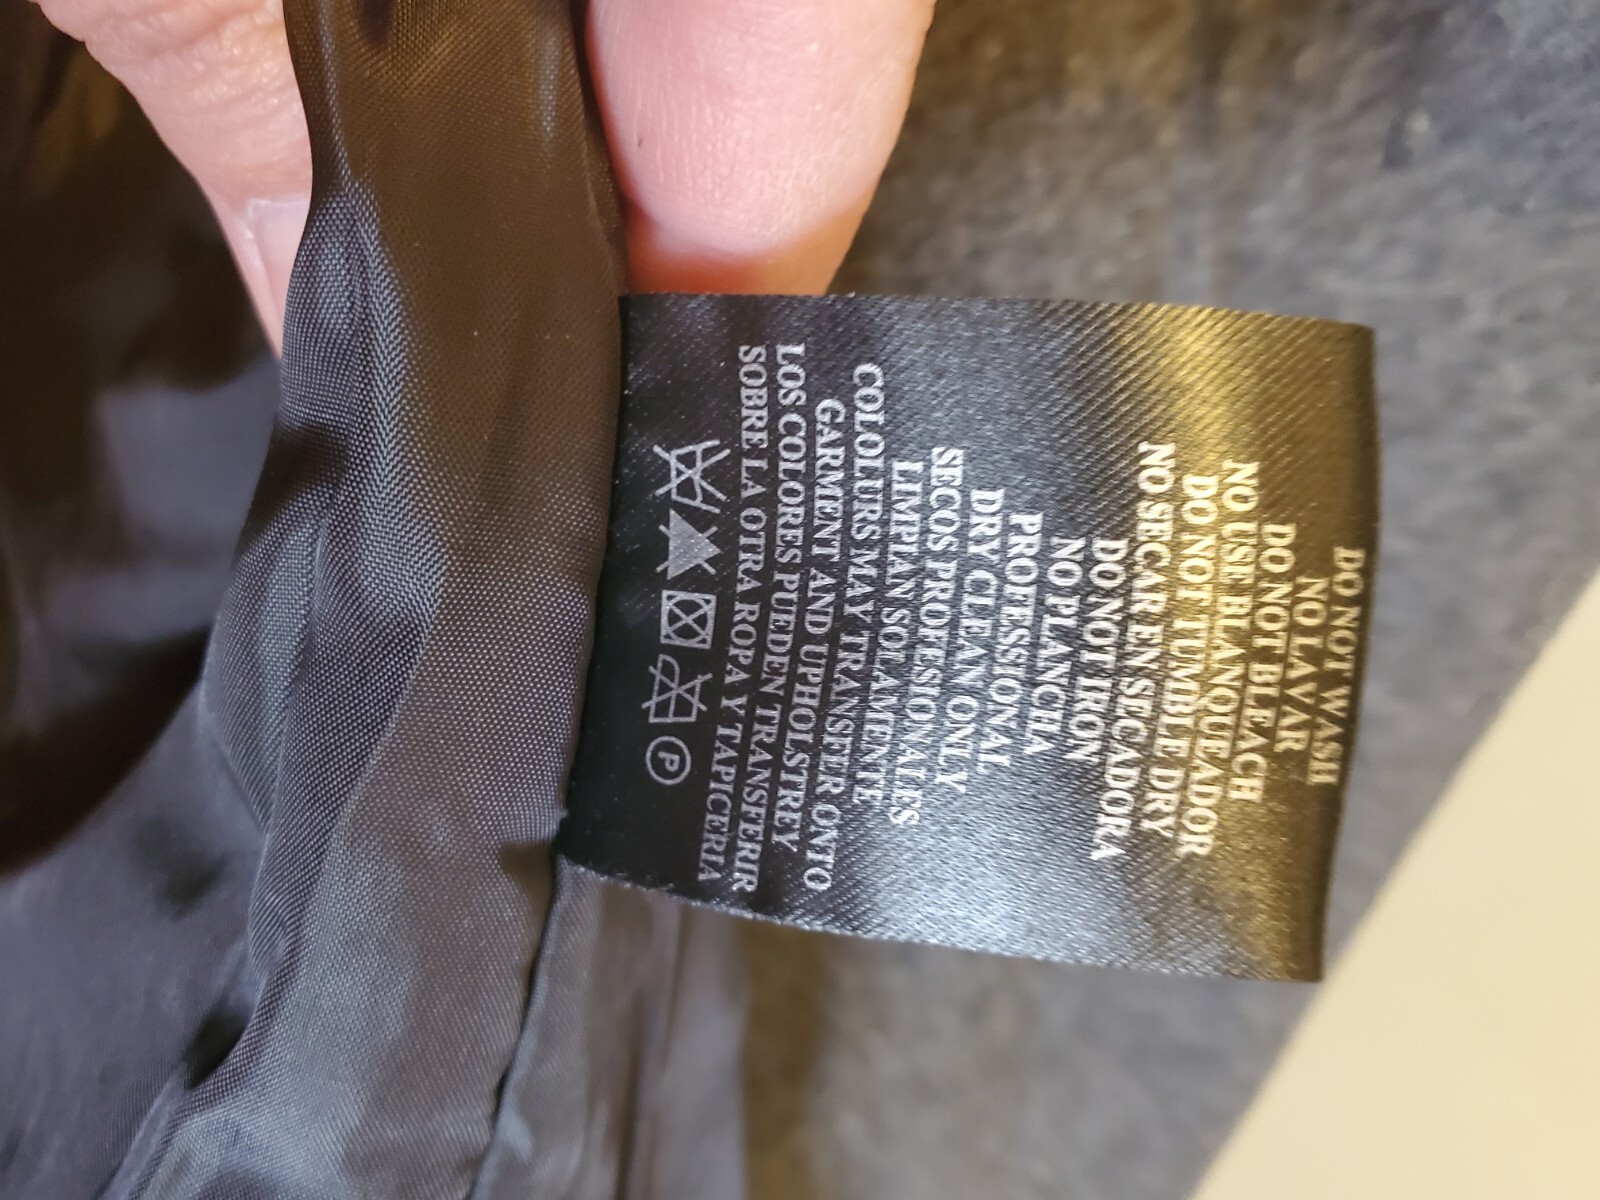 DO NOT WASH
NO LAVAR
DO NOT BLEACH
NO USE BLANQUEADOR
DO NOT TUMBLE DRY
NO SECAR EN SECADORA
DO NOT IRON
NO PLANCHA
PROFESSIONAL
DRY CLEAN ONLY
SECOS PROFESIONALES
LIMPIAN SOLAMENTE
COLOURS MAY TRANSFER ONTO
GARMENT AND UPHOLSTREY
LOS COLORES PUEDEN TRANSFERIR
SOBRE LA OTRA ROPA Y TAPICERIA
P